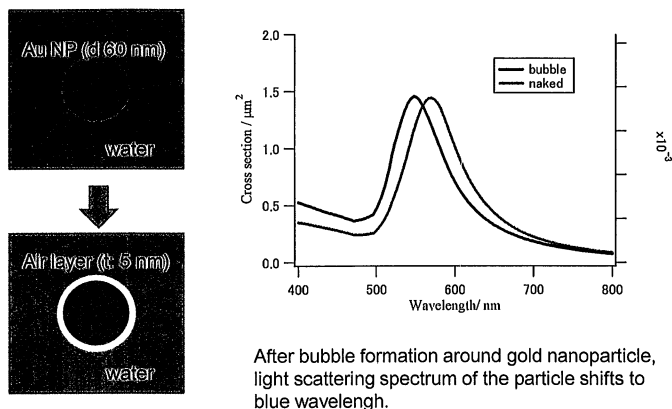 Au NP (d 60 nm)
water
Air layer (t: 5 nm)
water
2.0
1.5
1.0
0.5
0.0
Cross section / μm²
bubble
naked
x10⁻³
400
500
600
700
800
Wavelength/ nm
After bubble formation around gold nanoparticle,
light scattering spectrum of the particle shifts to
blue wavelengh.